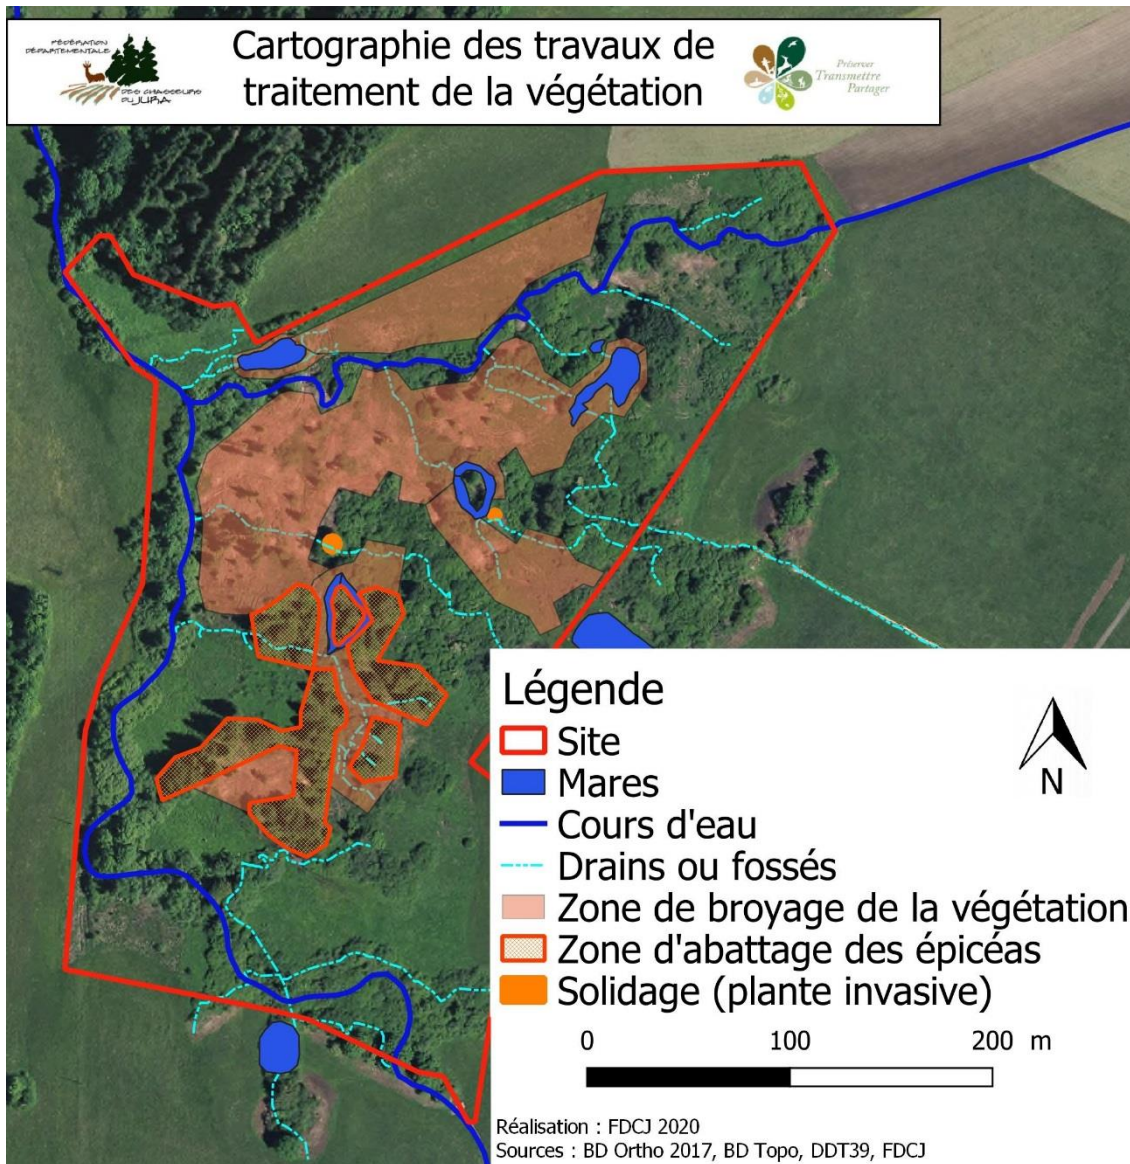 FÉDÉRATION
DÉPARTEMENTALE
DES CHASSEURS
DU JURA
Cartographie des travaux de
traitement de la végétation
Préserver
Transmettre
Partager
Légende
Site
Mares
Cours d'eau
Drains ou fossés
Zone de broyage de la végétation
Zone d'abattage des épicéas
Solidage (plante invasive)
N
0 100 200 m
Réalisation : FDCJ 2020
Sources : BD Ortho 2017, BD Topo, DDT39, FDCJ